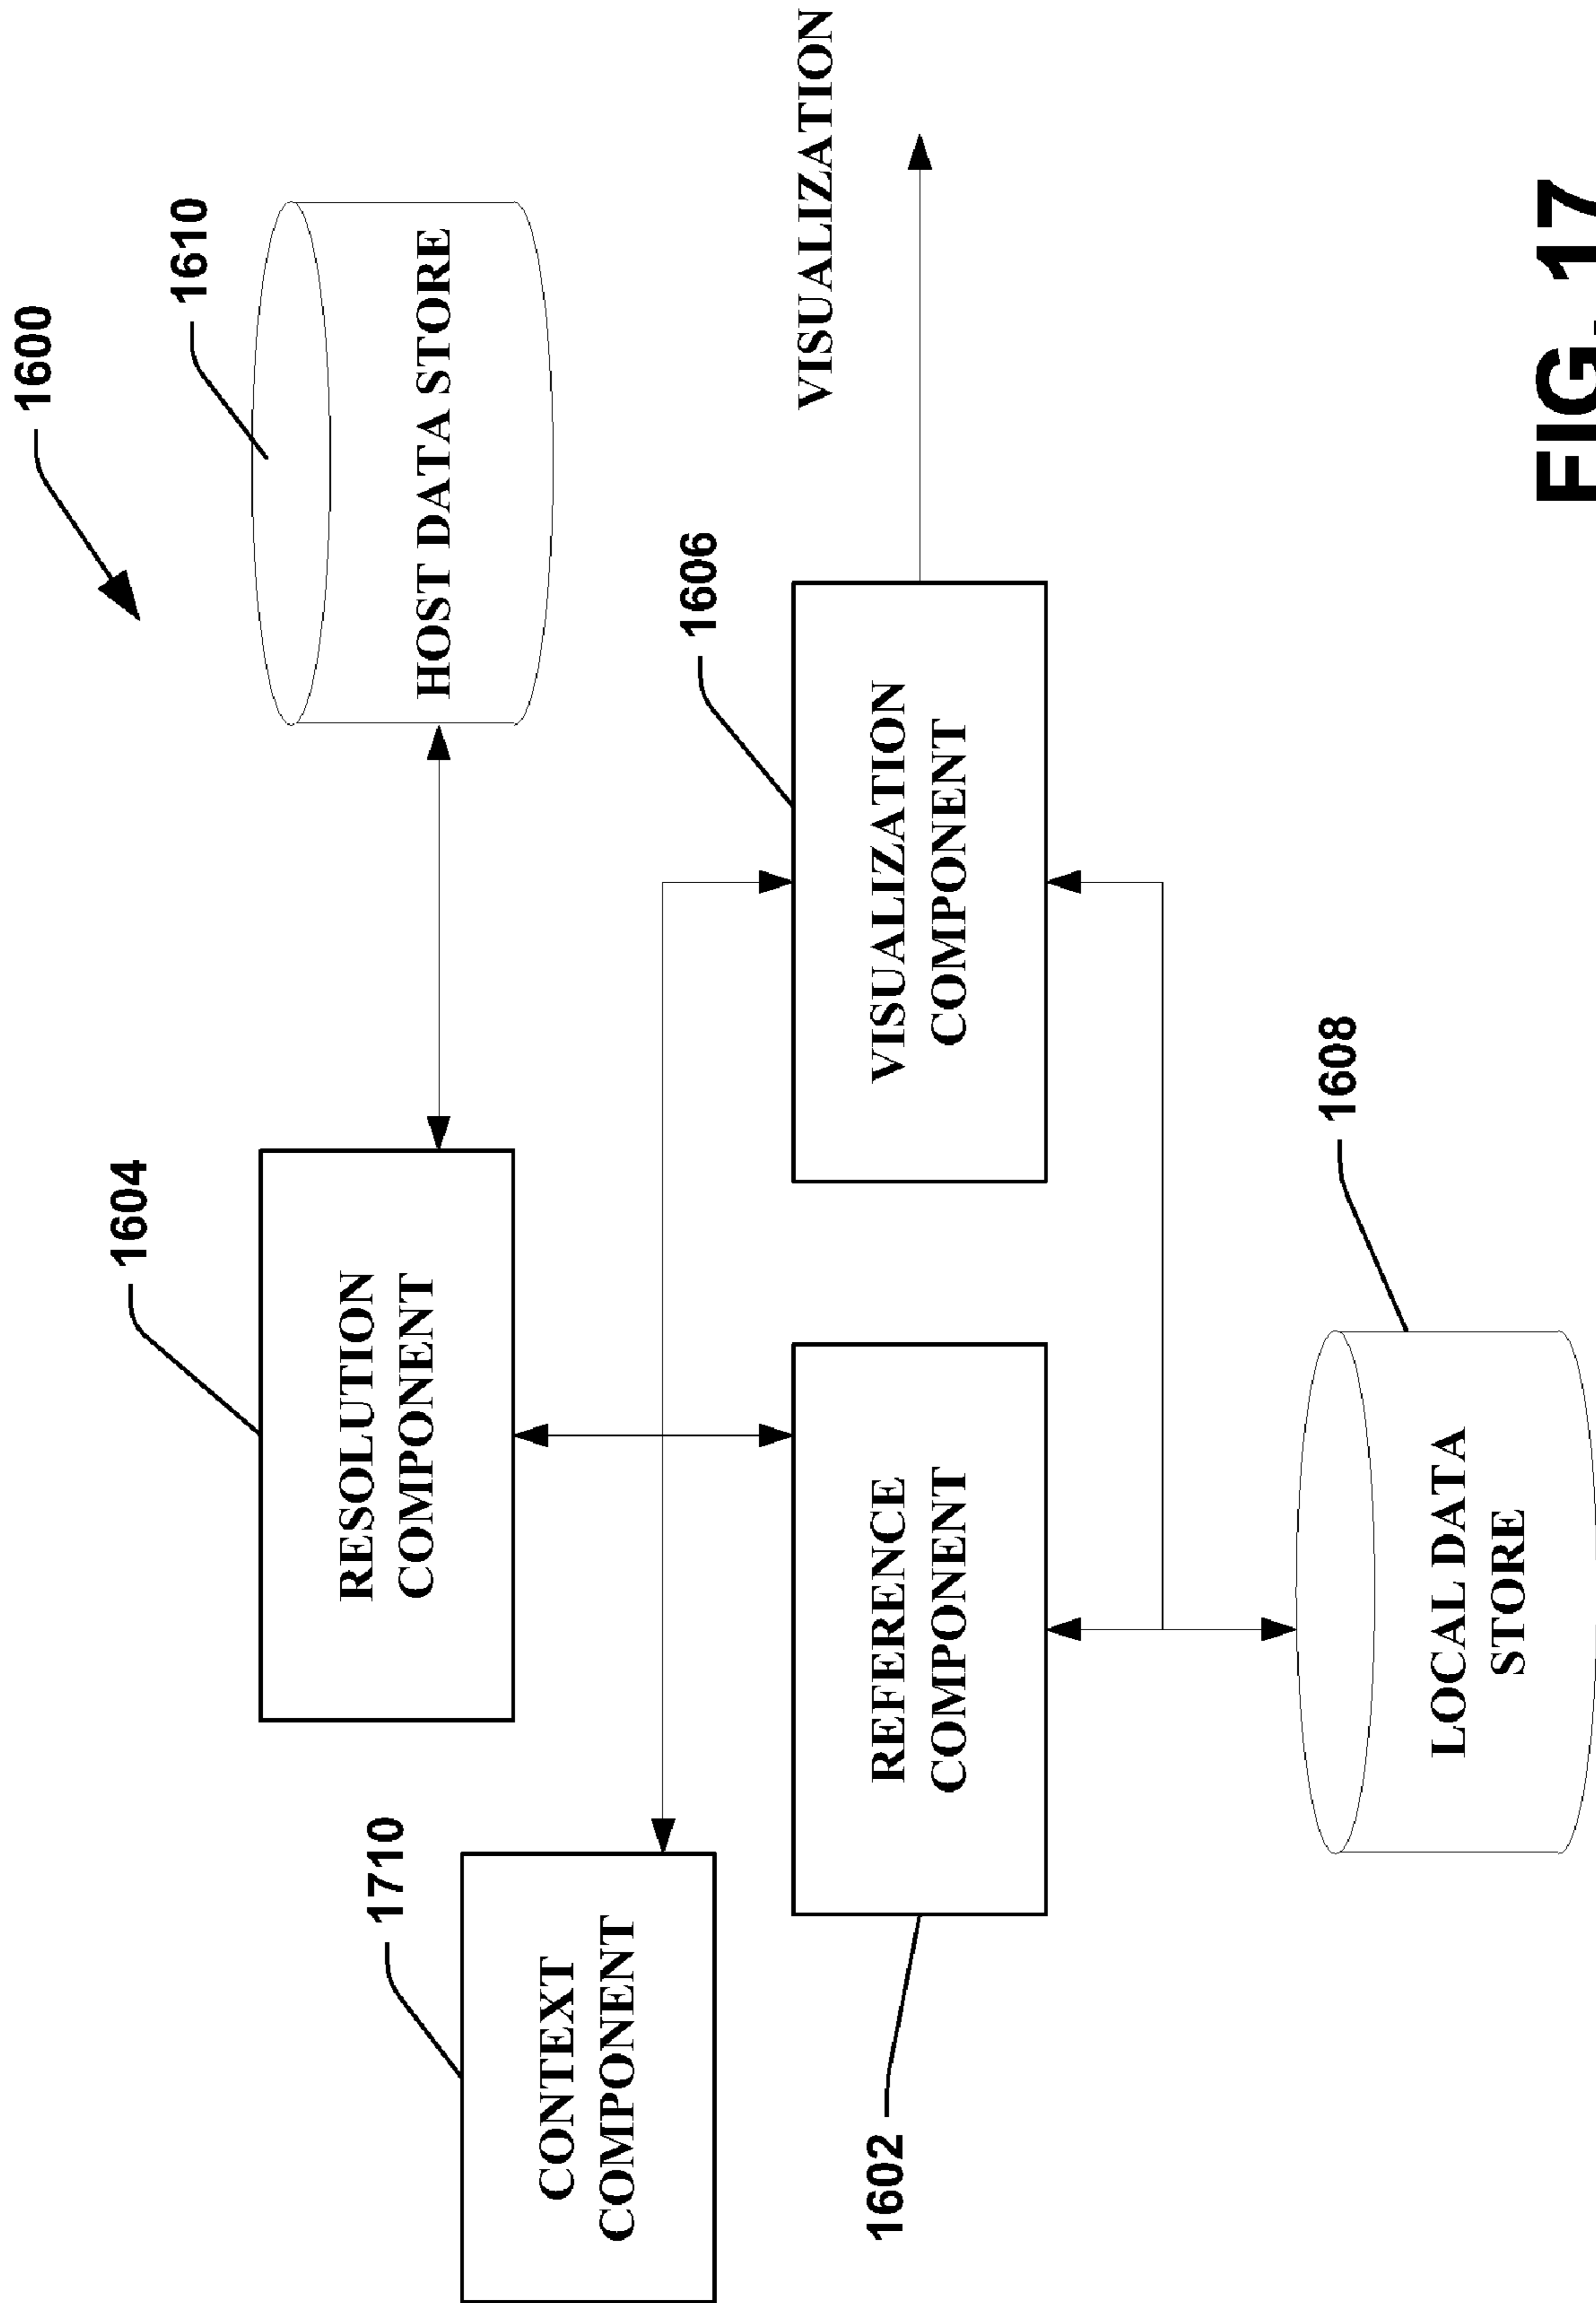 1600
1604
1610
RESOLUTION
COMPONENT
HOST DATA STORE
1710
CONTEXT
COMPONENT
1606
VISUALIZATION
1602
REFERENCE
COMPONENT
VISUALIZATION
COMPONENT
1608
LOCAL DATA
STORE
FIG. 17